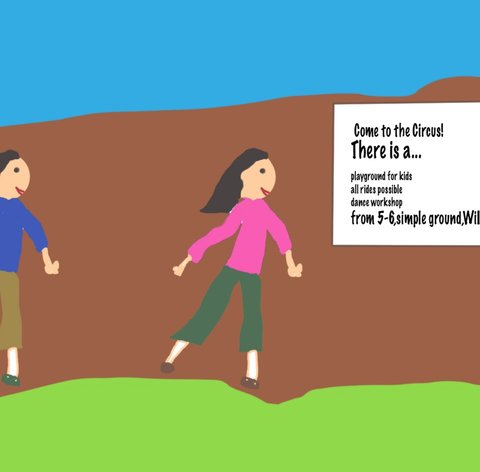 Come to the Circus!
There is a...
playground for kids
all rides possible
dance workshop
from 5-6,simple ground,Wil